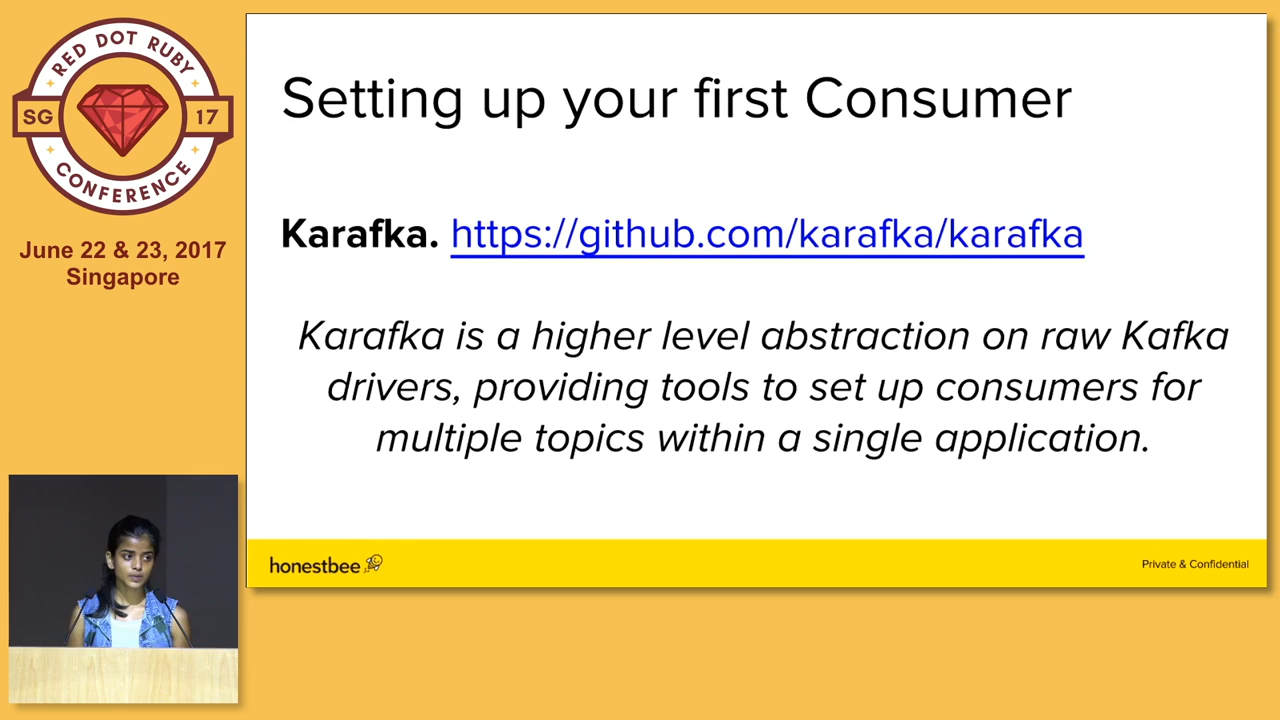 RED DOT RUBY
SG
17
CONFERENCE
June 22 & 23, 2017
Singapore
Setting up your first Consumer
Karafka. https://github.com/karafka/karafka
Karafka is a higher level abstraction on raw Kafka
drivers, providing tools to set up consumers for
multiple topics within a single application.
honestbee
Private & Confidential